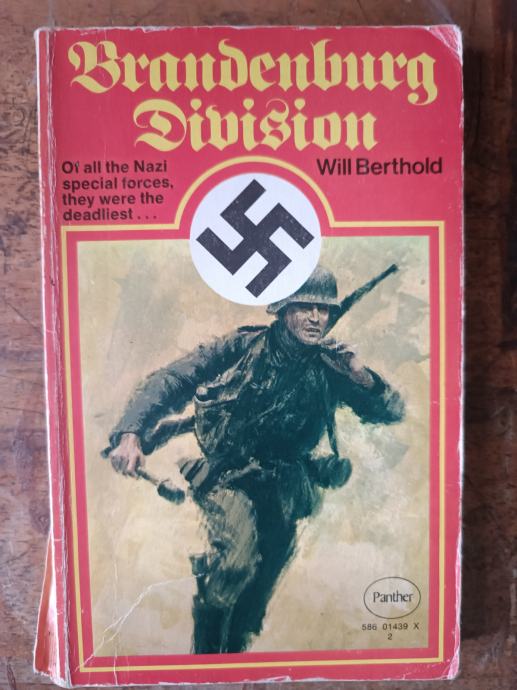 Brandenburg
Division
Of all the Nazi
special forces,
they were the
deadliest...
Will Berthold
Panther
586 01439 X
2